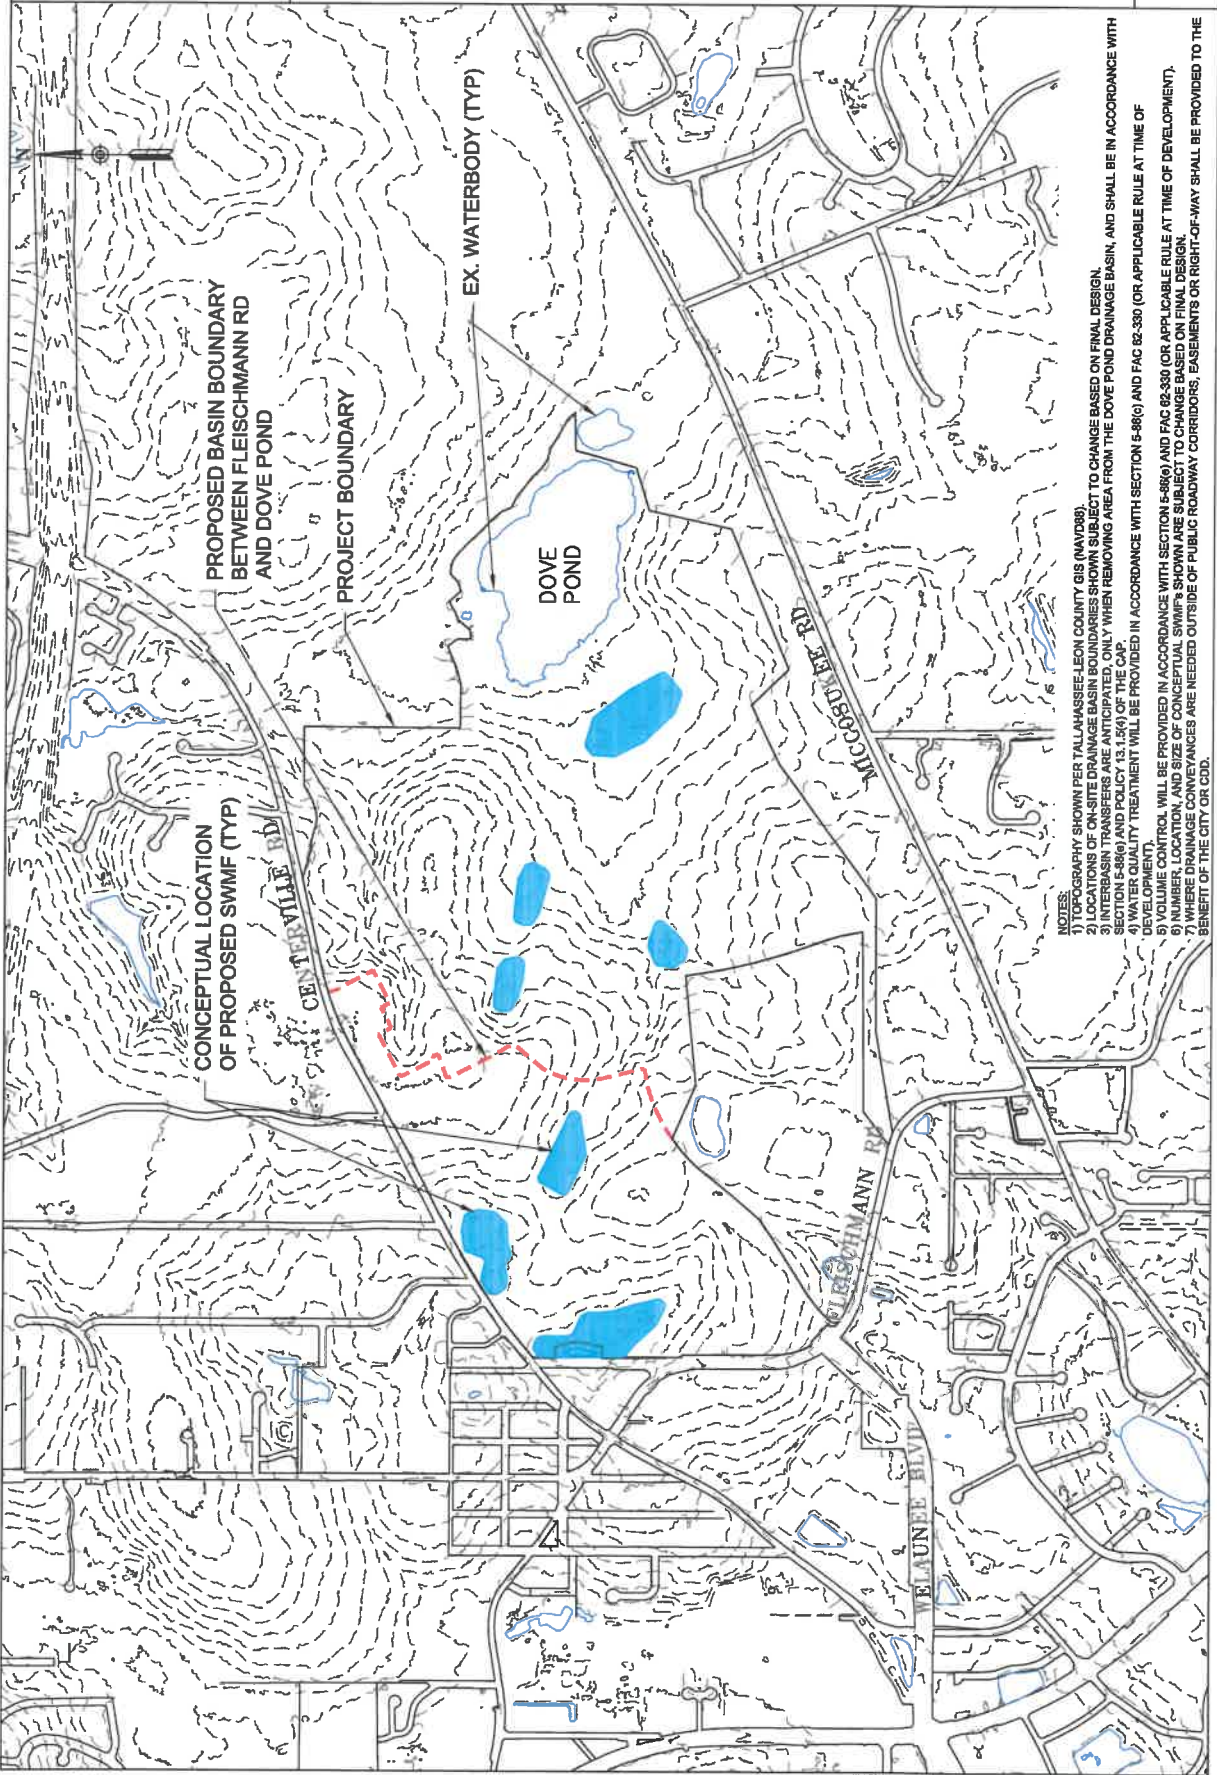 N
PROPOSED BASIN BOUNDARY
BETWEEN FLEISCHMANN RD
AND DOVE POND
PROJECT BOUNDARY
EX. WATERBODY (TYP)
CONCEPTUAL LOCATION
OF PROPOSED SWMF (TYP)
CENTERVILLE RD
DOVE
POND
MICCOSUKEE RD
FLEISCHMANN RD
WELAUNEE BLVD
NOTES:
1) TOPOGRAPHY SHOWN PER TALLAHASSEE-LEON COUNTY GIS (NAVD88).
2) LOCATIONS OF ON-SITE DRAINAGE BASIN BOUNDARIES SHOWN SUBJECT TO CHANGE BASED ON FINAL DESIGN.
3) INTERBASIN TRANSFERS ARE ANTICIPATED, ONLY WHEN REMOVING AREA FROM THE DOVE POND DRAINAGE BASIN, AND SHALL BE IN ACCORDANCE WITH
SECTION 5-86(g) AND POLICY 13.1.5(4) OF THE CAP.
4) WATER QUALITY TREATMENT WILL BE PROVIDED IN ACCORDANCE WITH SECTION 5-86(c) AND FAC 62-330 (OR APPLICABLE RULE AT TIME OF
DEVELOPMENT).
5) VOLUME CONTROL WILL BE PROVIDED IN ACCORDANCE WITH SECTION 5-86(e) AND FAC 62-330 (OR APPLICABLE RULE AT TIME OF DEVELOPMENT).
6) NUMBER, LOCATION, AND SIZE OF CONCEPTUAL SWMF's SHOWN ARE SUBJECT TO CHANGE BASED ON FINAL DESIGN.
7) WHERE DRAINAGE CONVEYANCES ARE NEEDED OUTSIDE OF PUBLIC ROADWAY CORRIDORS, EASEMENTS OR RIGHT-OF-WAY SHALL BE PROVIDED TO THE
BENEFIT OF THE CITY OR CDD.